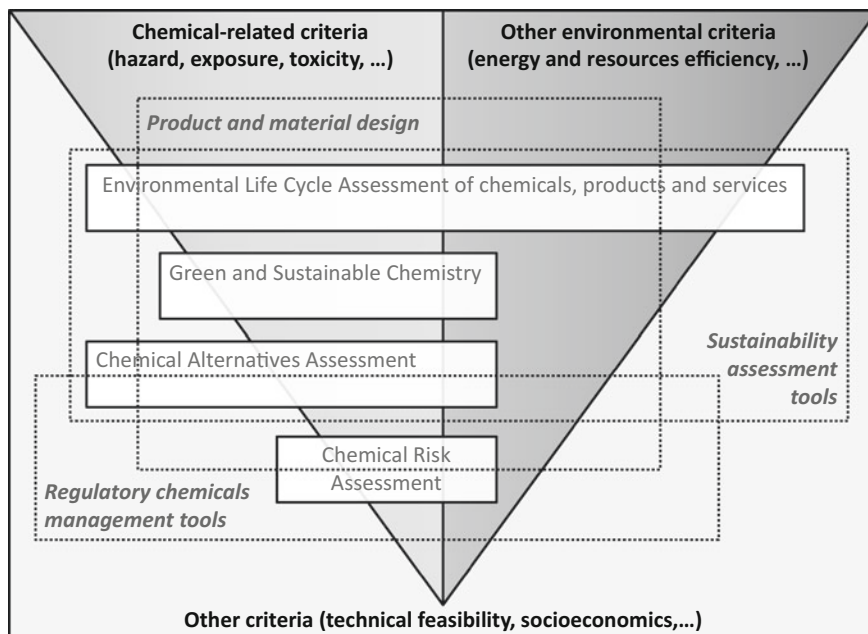 Chemical-related criteria
(hazard, exposure, toxicity, ...)
Other environmental criteria
(energy and resources efficiency, ...)
Product and material design
Environmental Life Cycle Assessment of chemicals, products and services
Green and Sustainable Chemistry
Chemical Alternatives Assessment
Sustainability
assessment
tools
Chemical Risk
Assessment
Regulatory chemicals
management tools
Other criteria (technical feasibility, socioeconomics,...)